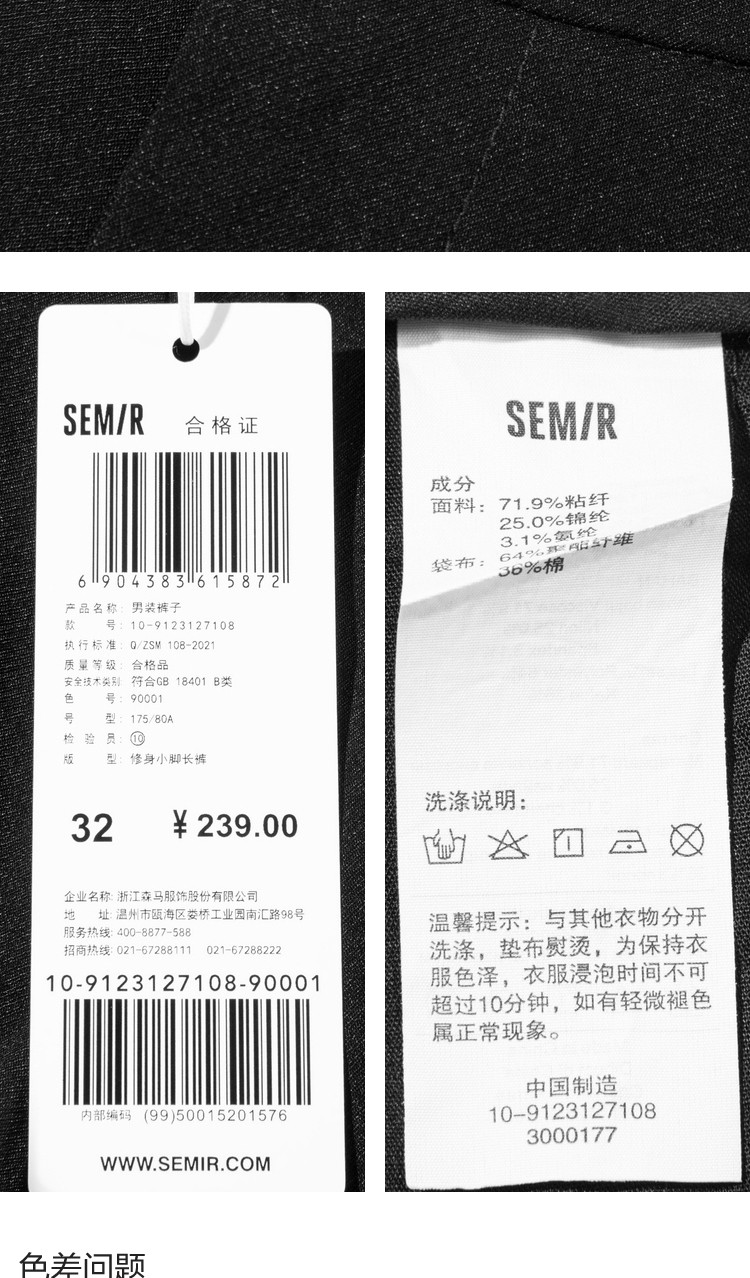 SEMIR 合格证
6 904383 615872
产品名称: 男装裤子
款 号: 10-9123127108
执行标准: Q/ZSM 108-2021
质量等级: 合格品
安全技术类别: 符合GB 18401 B类
色 号: 90001
号 型: 175/80A
检 验 员: ⑩
版 型: 修身小脚长裤
32 ¥239.00
企业名称: 浙江森马服饰股份有限公司
地 址: 温州市瓯海区娄桥工业园南汇路98号
服务热线: 400-8877-588
招商热线: 021-67288111 021-67288222
10-9123127108-90001
内部编码 (99)50015201576
WWW.SEMIR.COM
SEMIR
成分
面料: 71.9%粘纤
25.0%锦纶
3.1%氨纶
64%聚酯纤维
袋布: 36%棉
洗涤说明:
温馨提示: 与其他衣物分开
洗涤，垫布熨烫，为保持衣
服色泽，衣服浸泡时间不可
超过10分钟，如有轻微褪色
属正常现象。
中国制造
10-9123127108
3000177
色差问题